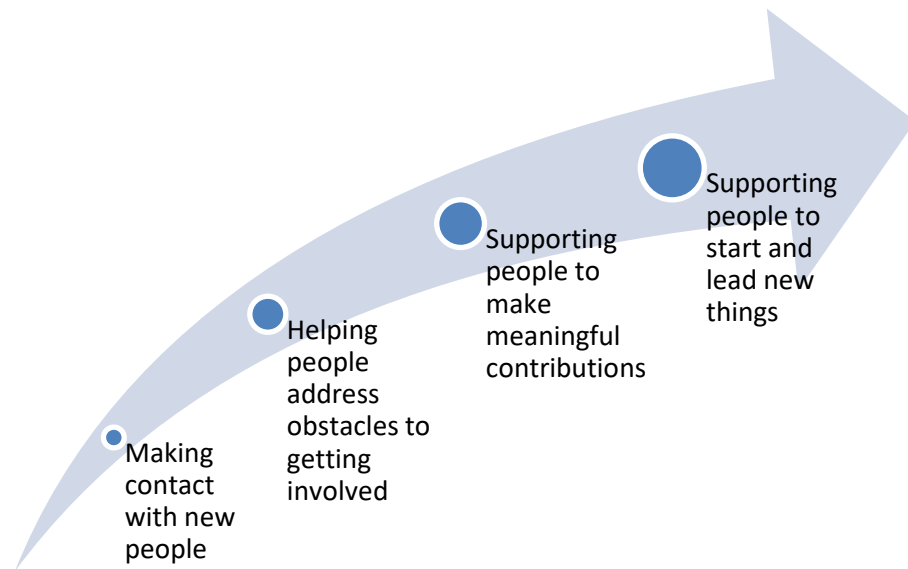 Making
contact
with new
people
Helping
people
address
obstacles to
getting
involved
Supporting
people to
make
meaningful
contributions
Supporting
people to
start and
lead new
things